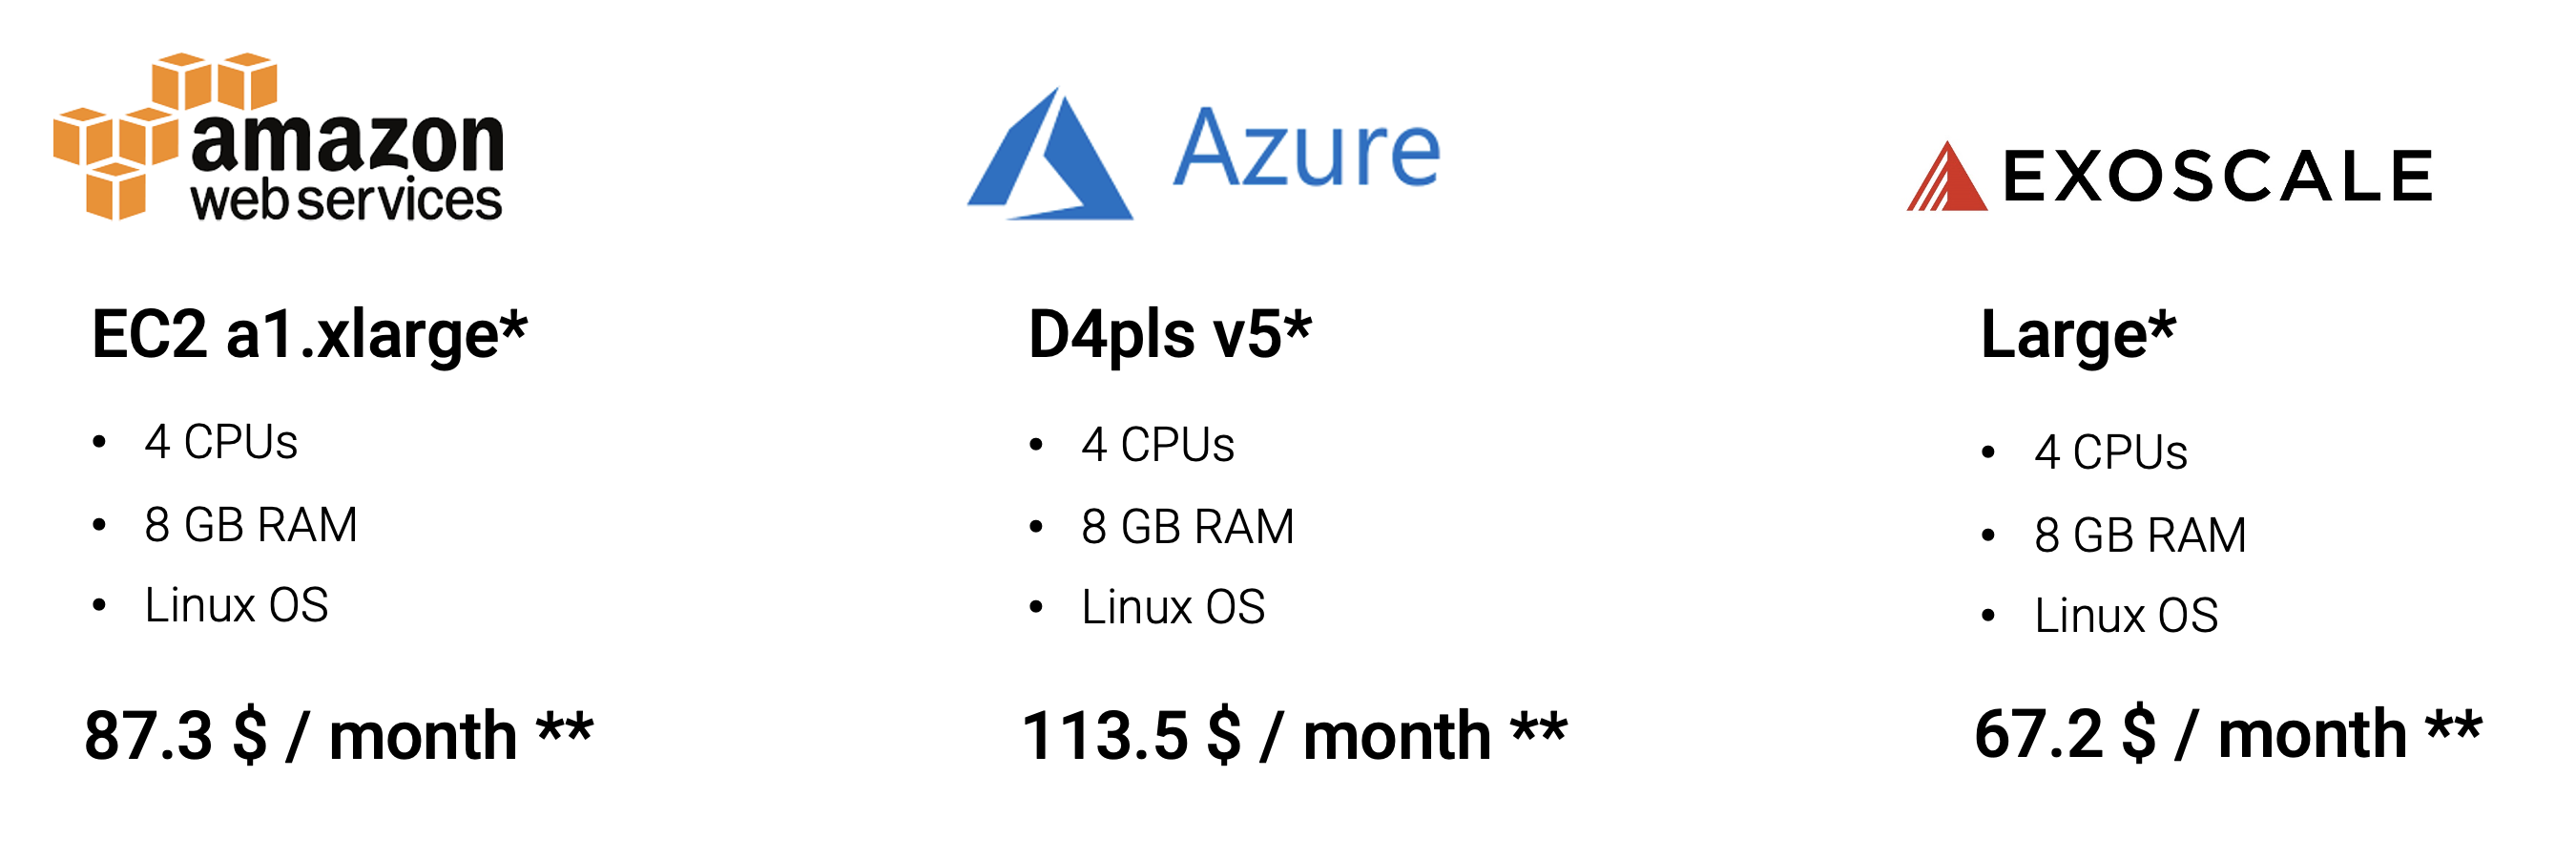 amazon
web services
EC2 a1.xlarge*
• 4 CPUs
• 8 GB RAM
• Linux OS
87.3 $ / month **
Azure
D4pls v5*
• 4 CPUs
• 8 GB RAM
• Linux OS
113.5 $ / month **
EXOSCALE
Large*
• 4 CPUs
• 8 GB RAM
• Linux OS
67.2 $ / month **